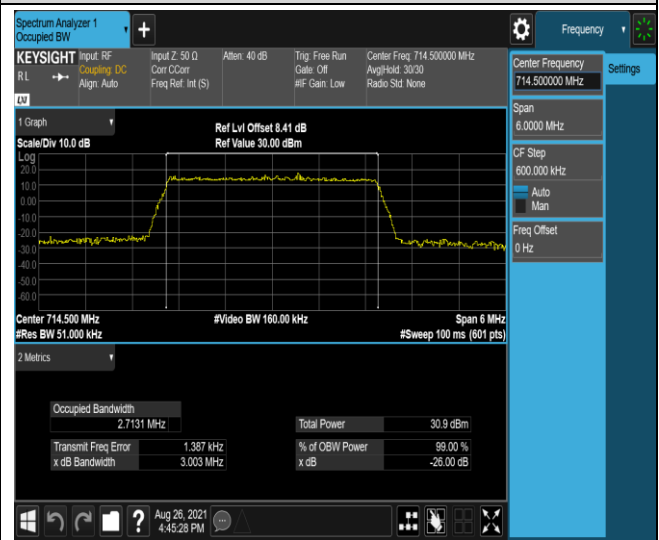 Spectrum Analyzer 1
Occupied BW
+
Frequency
KEYSIGHT
R L
LXI
Input: RF
Coupling: DC
Align: Auto
Input Z: 50 Ω
Corr CCorr
Freq Ref: Int (S)
Atten: 40 dB
Trig: Free Run
Gate: Off
#IF Gain: Low
Center Freq: 714.500000 MHz
Avg|Hold: 30/30
Radio Std: None
Center Frequency
714.500000 MHz
Settings
Span
6.0000 MHz
CF Step
600.000 kHz
Auto
Man
Freq Offset
0 Hz
1 Graph
Scale/Div 10.0 dB
Ref Lvl Offset 8.41 dB
Ref Value 30.00 dBm
Log
20.0
10.0
0.00
-10.0
-20.0
-30.0
-40.0
-50.0
-60.0
Center 714.500 MHz
#Video BW 160.00 kHz
Span 6 MHz
#Res BW 51.000 kHz
#Sweep 100 ms (601 pts)
2 Metrics
Occupied Bandwidth
2.7131 MHz
Total Power 30.9 dBm
Transmit Freq Error 1.387 kHz
% of OBW Power 99.00 %
x dB Bandwidth 3.003 MHz
x dB -26.00 dB
?
Aug 26, 2021
4:45:28 PM